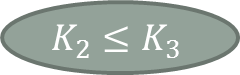 K₂ ≤ K₃